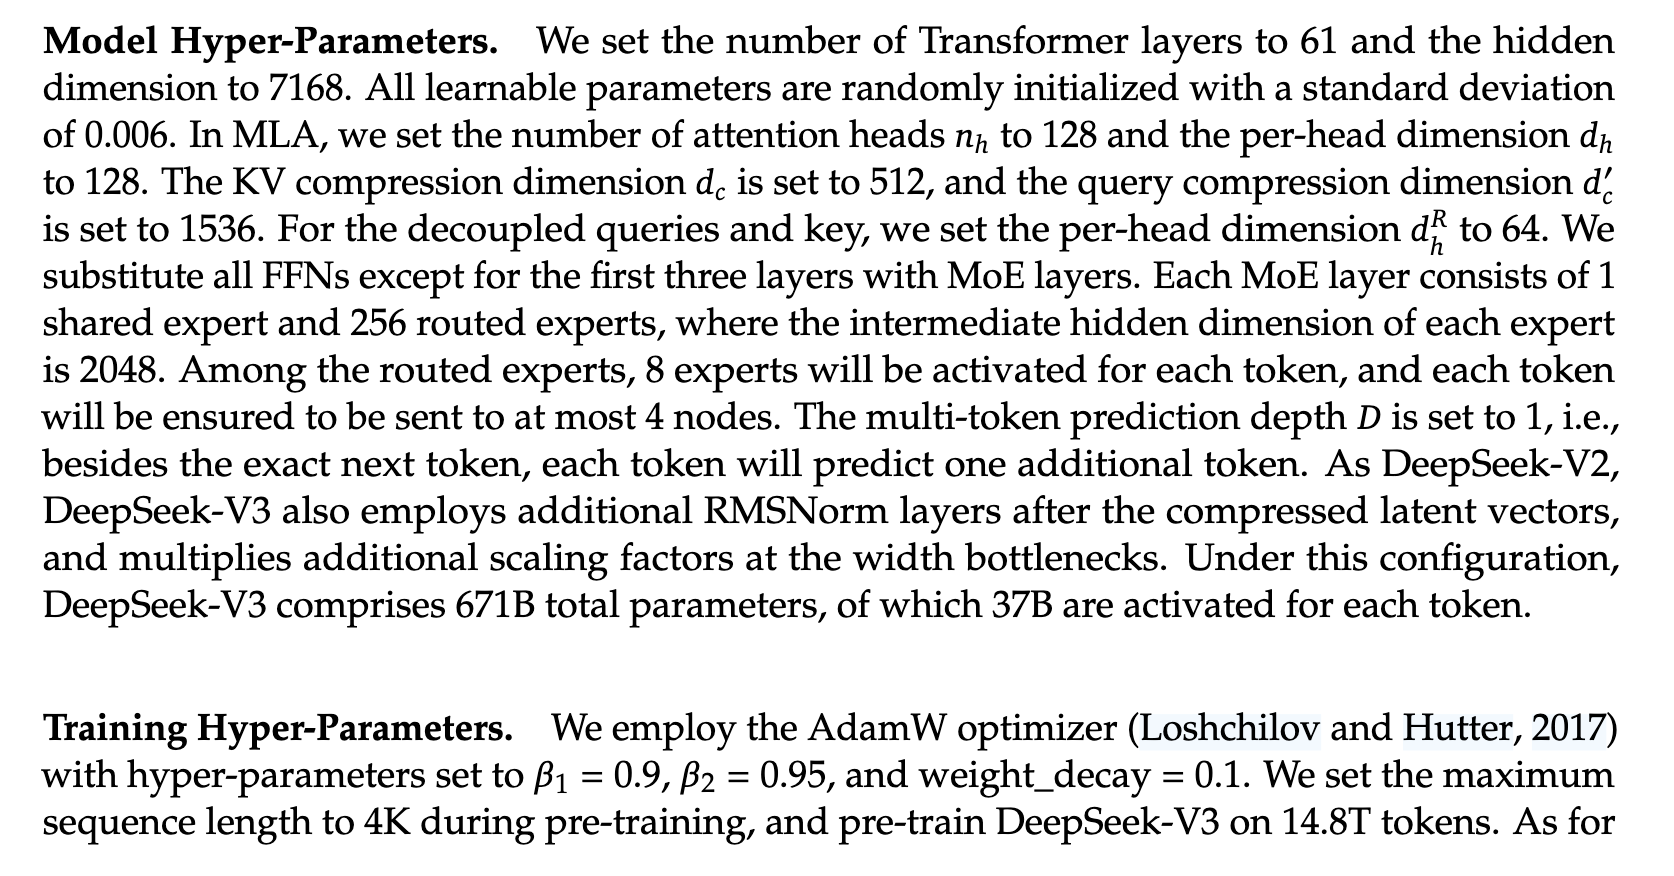 Model Hyper-Parameters. We set the number of Transformer layers to 61 and the hidden
dimension to 7168. All learnable parameters are randomly initialized with a standard deviation
of 0.006. In MLA, we set the number of attention heads n_h to 128 and the per-head dimension d_h
to 128. The KV compression dimension d_c is set to 512, and the query compression dimension d'_c
is set to 1536. For the decoupled queries and key, we set the per-head dimension d_h^R to 64. We
substitute all FFNs except for the first three layers with MoE layers. Each MoE layer consists of 1
shared expert and 256 routed experts, where the intermediate hidden dimension of each expert
is 2048. Among the routed experts, 8 experts will be activated for each token, and each token
will be ensured to be sent to at most 4 nodes. The multi-token prediction depth D is set to 1, i.e.,
besides the exact next token, each token will predict one additional token. As DeepSeek-V2,
DeepSeek-V3 also employs additional RMSNorm layers after the compressed latent vectors,
and multiplies additional scaling factors at the width bottlenecks. Under this configuration,
DeepSeek-V3 comprises 671B total parameters, of which 37B are activated for each token.
Training Hyper-Parameters. We employ the AdamW optimizer (Loshchilov and Hutter, 2017)
with hyper-parameters set to β₁ = 0.9, β₂ = 0.95, and weight_decay = 0.1. We set the maximum
sequence length to 4K during pre-training, and pre-train DeepSeek-V3 on 14.8T tokens. As for